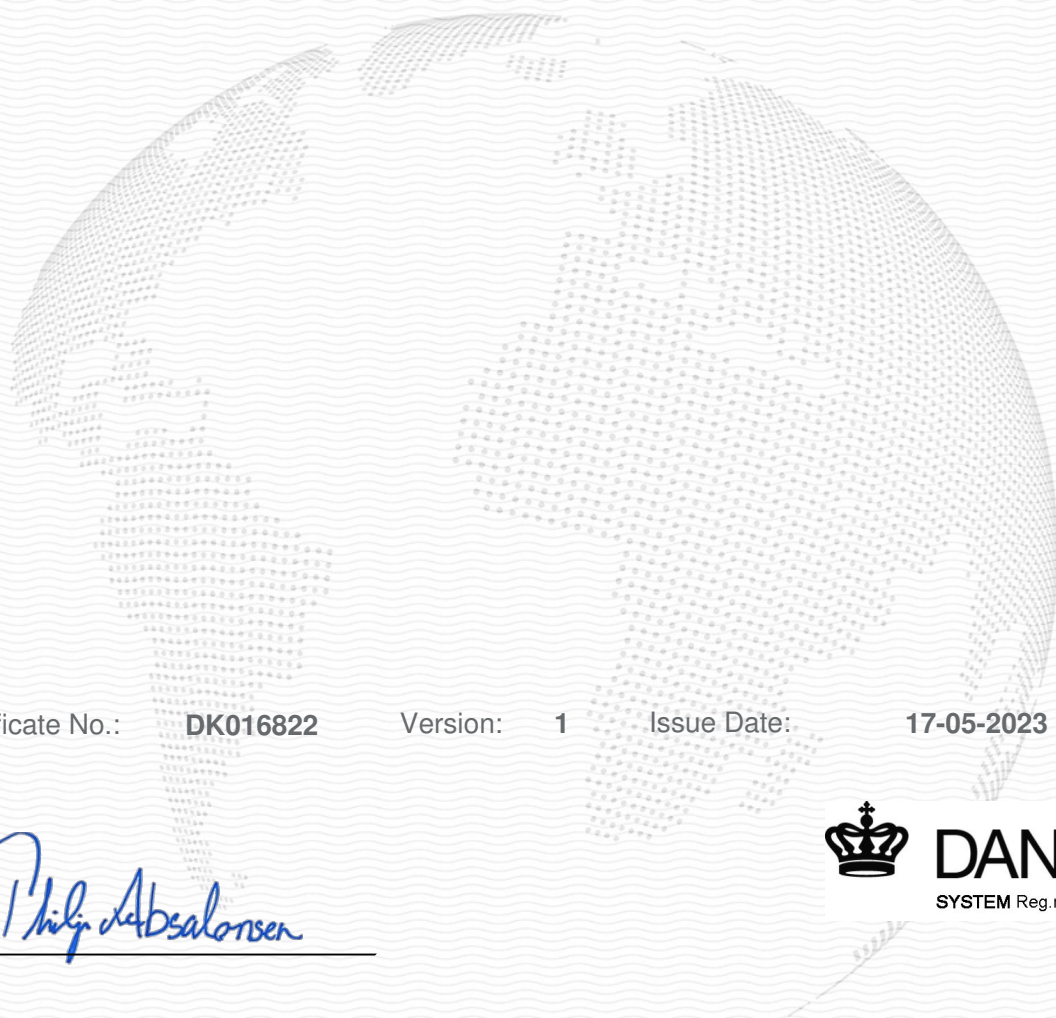 ficate No.: DK016822 Version: 1 Issue Date: 17-05-2023
Philip Absalonsen
DAN
SYSTEM Reg.n